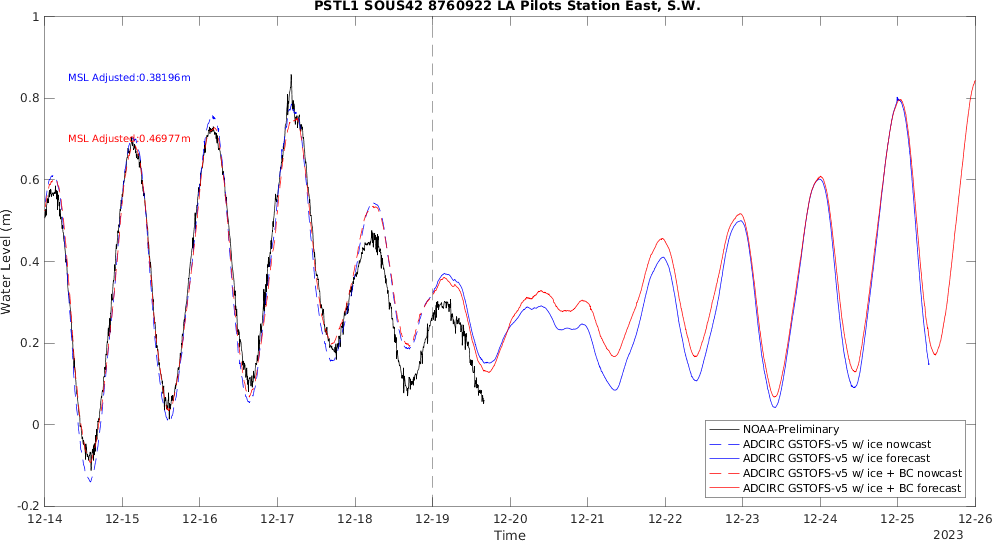 PSTL1 SOUS42 8760922 LA Pilots Station East, S.W.
1
MSL Adjusted:0.38196m
0.8
MSL Adjusted:0.46977m
0.6
0.4
0.2
0
-0.2
Water Level (m)
NOAA-Preliminary
ADCIRC GSTOFS-v5 w/ ice nowcast
ADCIRC GSTOFS-v5 w/ ice forecast
ADCIRC GSTOFS-v5 w/ ice + BC nowcast
ADCIRC GSTOFS-v5 w/ ice + BC forecast
12-14 12-15 12-16 12-17 12-18 12-19 12-20 12-21 12-22 12-23 12-24 12-25 12-26
Time
2023